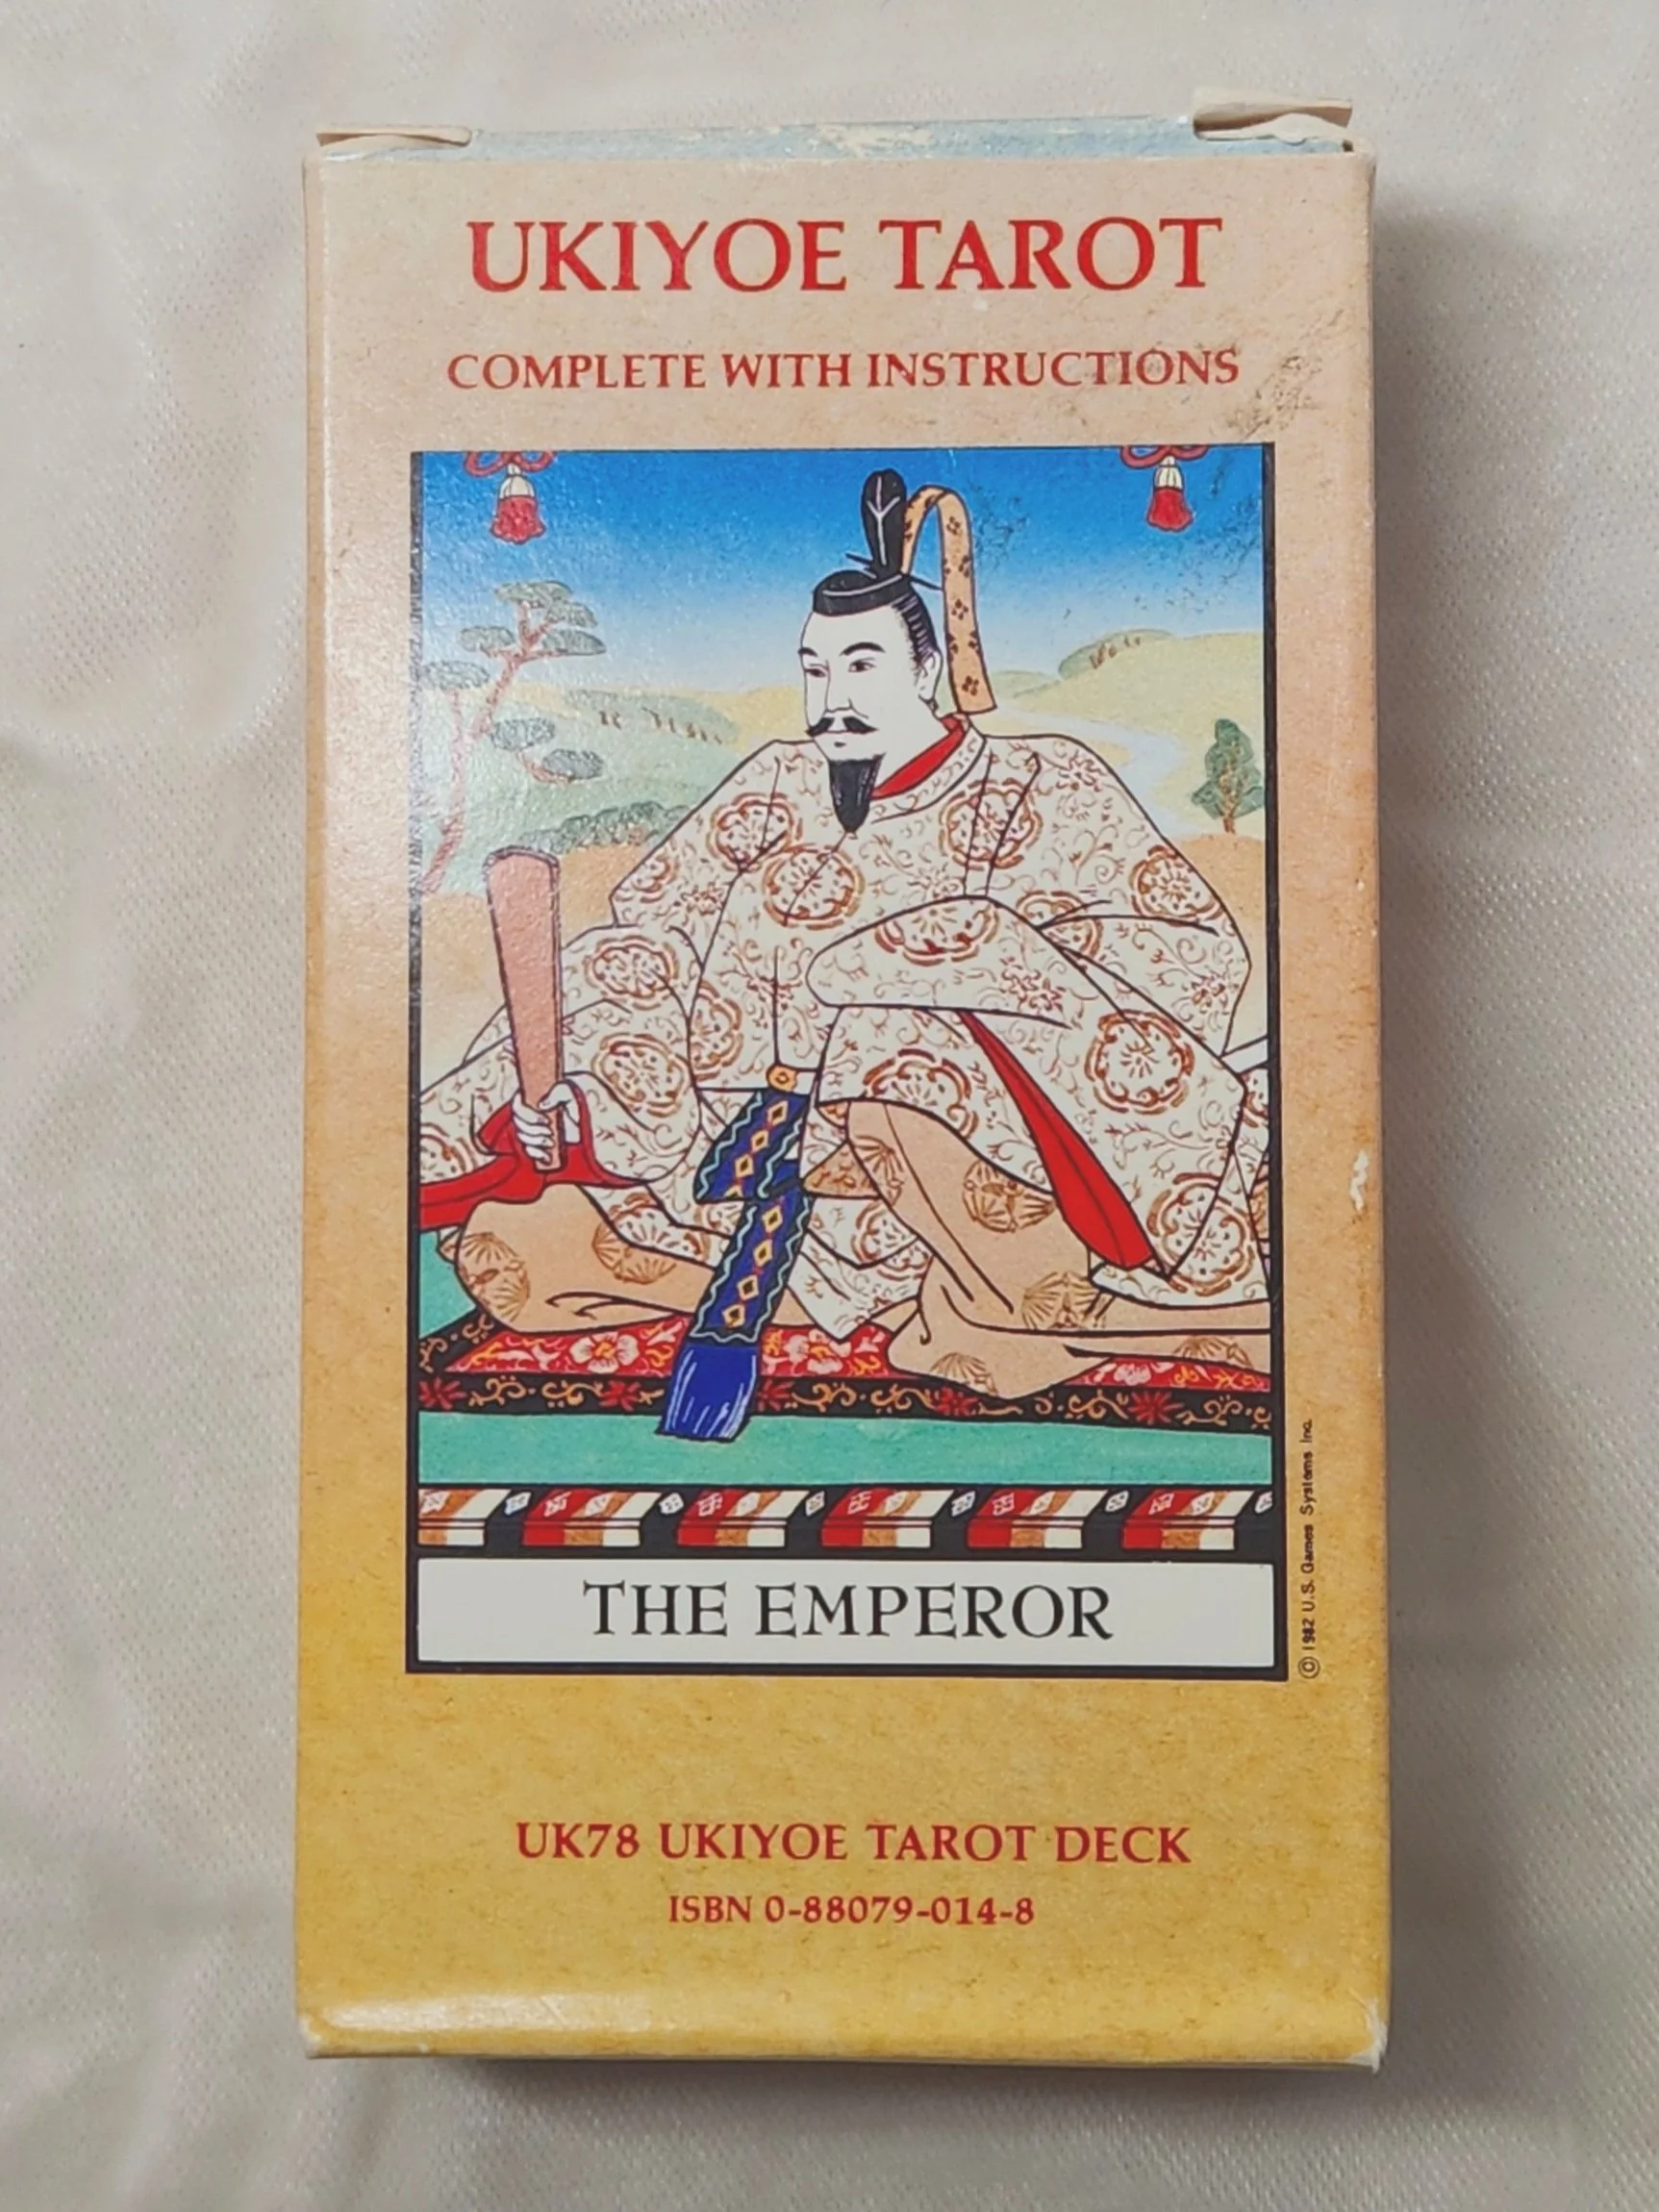 UKIYOE TAROT
COMPLETE WITH INSTRUCTIONS
THE EMPEROR
© 1982 U.S. Games Systems Inc.
UK78 UKIYOE TAROT DECK
ISBN 0-88079-014-8